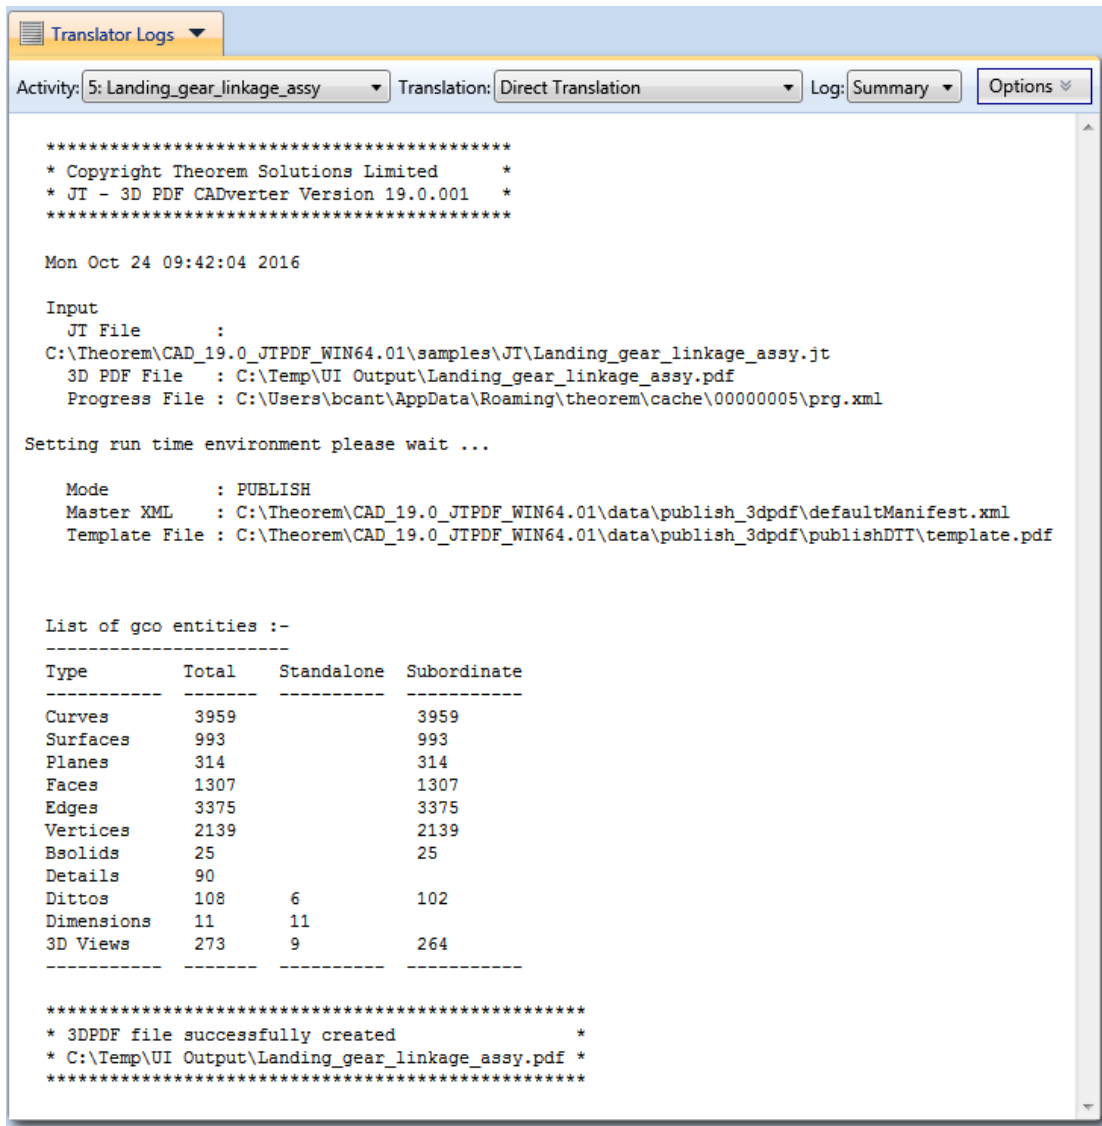 Translator Logs
Activity: 5: Landing_gear_linkage_assy Translation: Direct Translation Log: Summary Options
********************************************
* Copyright Theorem Solutions Limited      *
* JT - 3D PDF CADverter Version 19.0.001   *
********************************************
Mon Oct 24 09:42:04 2016
Input
JT File       :
C:\Theorem\CAD_19.0_JTPDF_WIN64.01\samples\JT\Landing_gear_linkage_assy.jt
3D PDF File   : C:\Temp\UI Output\Landing_gear_linkage_assy.pdf
Progress File : C:\Users\bcant\AppData\Roaming\theorem\cache\00000005\prg.xml
Setting run time environment please wait ...
Mode          : PUBLISH
Master XML    : C:\Theorem\CAD_19.0_JTPDF_WIN64.01\data\publish_3dpdf\defaultManifest.xml
Template File : C:\Theorem\CAD_19.0_JTPDF_WIN64.01\data\publish_3dpdf\publishDTT\template.pdf
List of gco entities :-
-----------------------
Type         Total    Standalone  Subordinate
-----------  -------  ----------  -----------
Curves        3959                 3959
Surfaces      993                  993
Planes        314                  314
Faces         1307                 1307
Edges         3375                 3375
Vertices      2139                 2139
Bsolids       25                   25
Details       90
Dittos        108      6           102
Dimensions    11       11
3D Views      273      9           264
-----------  -------  ----------  -----------
***************************************************
* 3DPDF file successfully created                 *
* C:\Temp\UI Output\Landing_gear_linkage_assy.pdf *
***************************************************